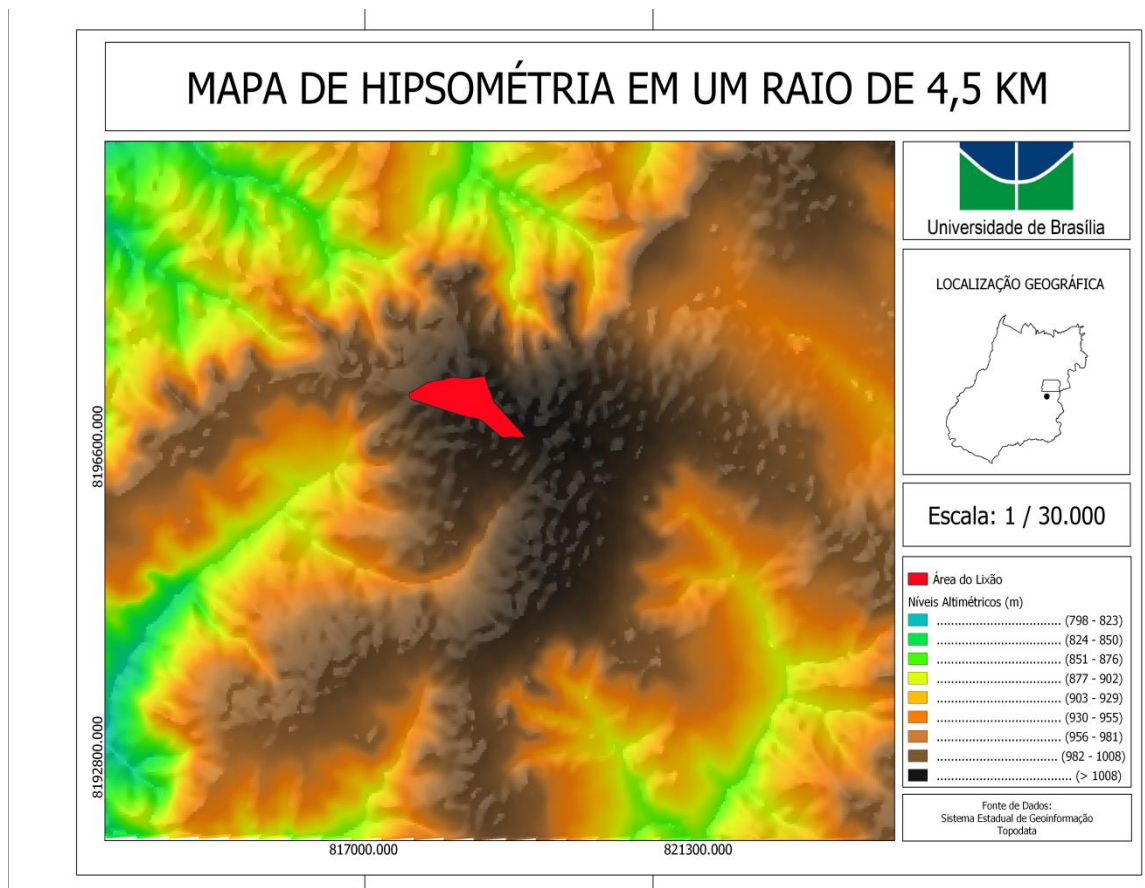 MAPA DE HIPSOMÉTRIA EM UM RAIO DE 4,5 KM
Universidade de Brasília
LOCALIZAÇÃO GEOGRÁFICA
Escala: 1 / 30.000
Área do Lixão
Níveis Altimétricos (m)
(798 - 823)
(824 - 850)
(851 - 876)
(877 - 902)
(903 - 929)
(930 - 955)
(956 - 981)
(982 - 1008)
(> 1008)
Fonte de Dados:
Sistema Estadual de Geoinformação
Topodata
8196600.000
8192800.000
817000.000
821300.000